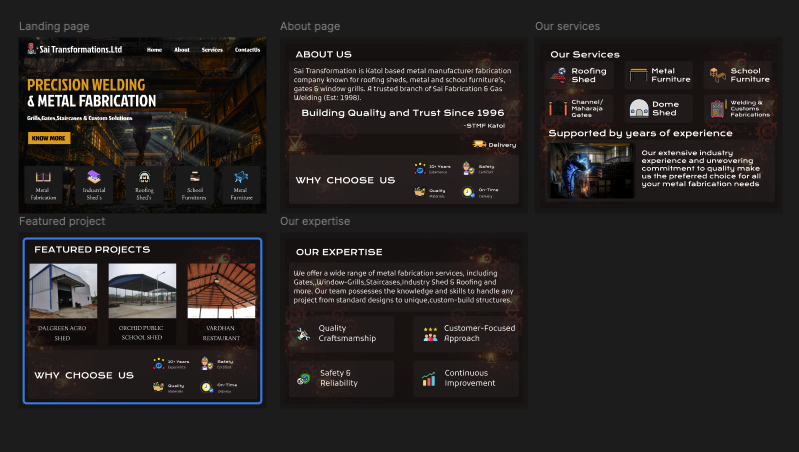 Landing page
Sai Transformations.Ltd
Home About Services ContactUs
PRECISION WELDING
& METAL FABRICATION
Grills,Gates,Staircases & Custom Solutions
KNOW MORE
Metal
Fabrication
Industrial
Shed's
Roofing
Shed's
School
Furnitures
Metal
Furniture
About page
ABOUT US
Sai Transformation is Katol based metal manufacturer fabrication
company known for roofing sheds, metal and school furniture's,
gates & window grills. A trusted branch of Sai Fabrication & Gas
Welding (Est: 1998).
Building Quality and Trust Since 1996
-STMF Katol
Delivery
WHY CHOOSE US
10+ Years
Experience
Safety
Certified
Quality
Materials
On-Time
Delivery
Our services
Our Services
Roofing
Shed
Metal
Furniture
School
Furniture
Channel/
Maharaja
Gates
Dome
Shed
Welding &
Customs
Fabrications
Supported by years of experience
Our extensive industry
experience and unwavering
commitment to quality make
us the preferred choice for all
your metal fabrication needs
Featured project
FEATURED PROJECTS
DALGREEN AGRO
SHED
ORCHID PUBLIC
SCHOOL SHED
VARDHAN
RESTAURANT
WHY CHOOSE US
10+ Years
Experience
Safety
Certified
Quality
Materials
On-Time
Delivery
Our expertise
OUR EXPERTISE
We offer a wide range of metal fabrication services, including
Gates,,Window-Grills,Staircases,Industry Shed & Roofing and
more. Our team possesses the knowledge and skills to handle any
project from standard designs to unique,custom-build structures.
Quality
Craftsmamship
Customer-Focused
Approach
Safety &
Reliability
Continuous
Improvement